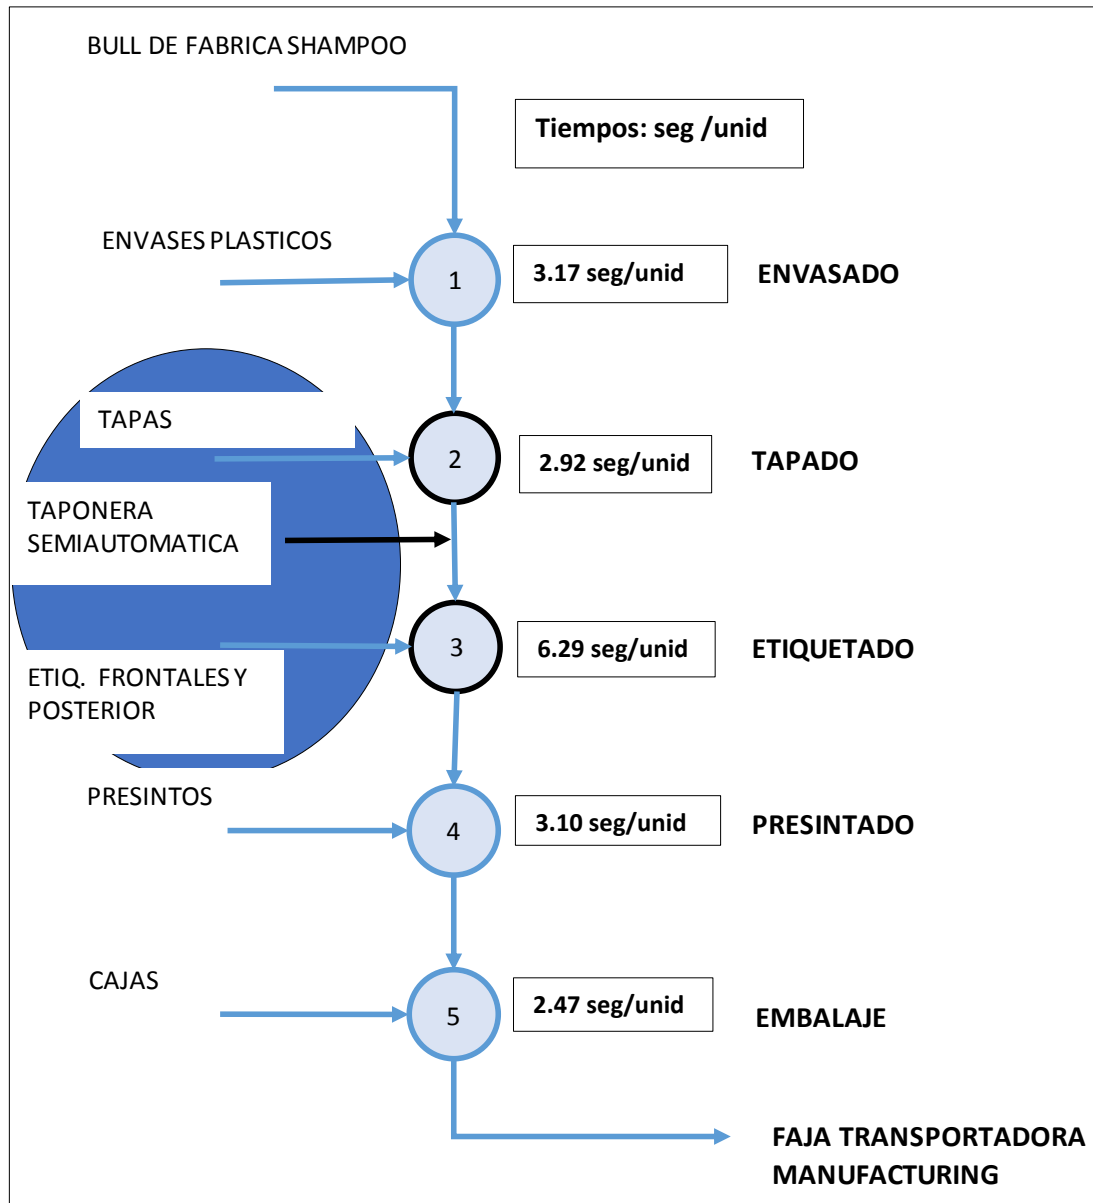 BULL DE FABRICA SHAMPOO
Tiempos: seg /unid
ENVASES PLASTICOS
1
3.17 seg/unid
ENVASADO
TAPAS
2
2.92 seg/unid
TAPADO
TAPONERA
SEMIAUTOMATICA
3
6.29 seg/unid
ETIQUETADO
ETIQ. FRONTALES Y
POSTERIOR
PRESINTOS
4
3.10 seg/unid
PRESINTADO
CAJAS
5
2.47 seg/unid
EMBALAJE
FAJA TRANSPORTADORA
MANUFACTURING